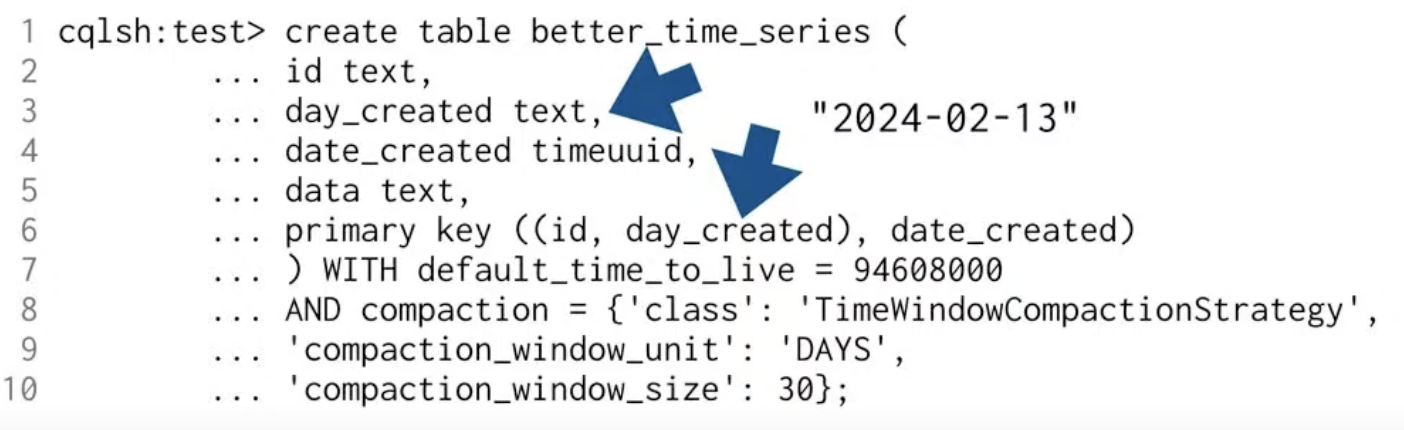 1 cqlsh:test> create table better_time_series (
2 ... id text,
3 ... day_created text, "2024-02-13"
4 ... date_created timeuuid,
5 ... data text,
6 ... primary key ((id, day_created), date_created)
7 ... ) WITH default_time_to_live = 94608000
8 ... AND compaction = {'class': 'TimeWindowCompactionStrategy',
9 ... 'compaction_window_unit': 'DAYS',
10 ... 'compaction_window_size': 30};